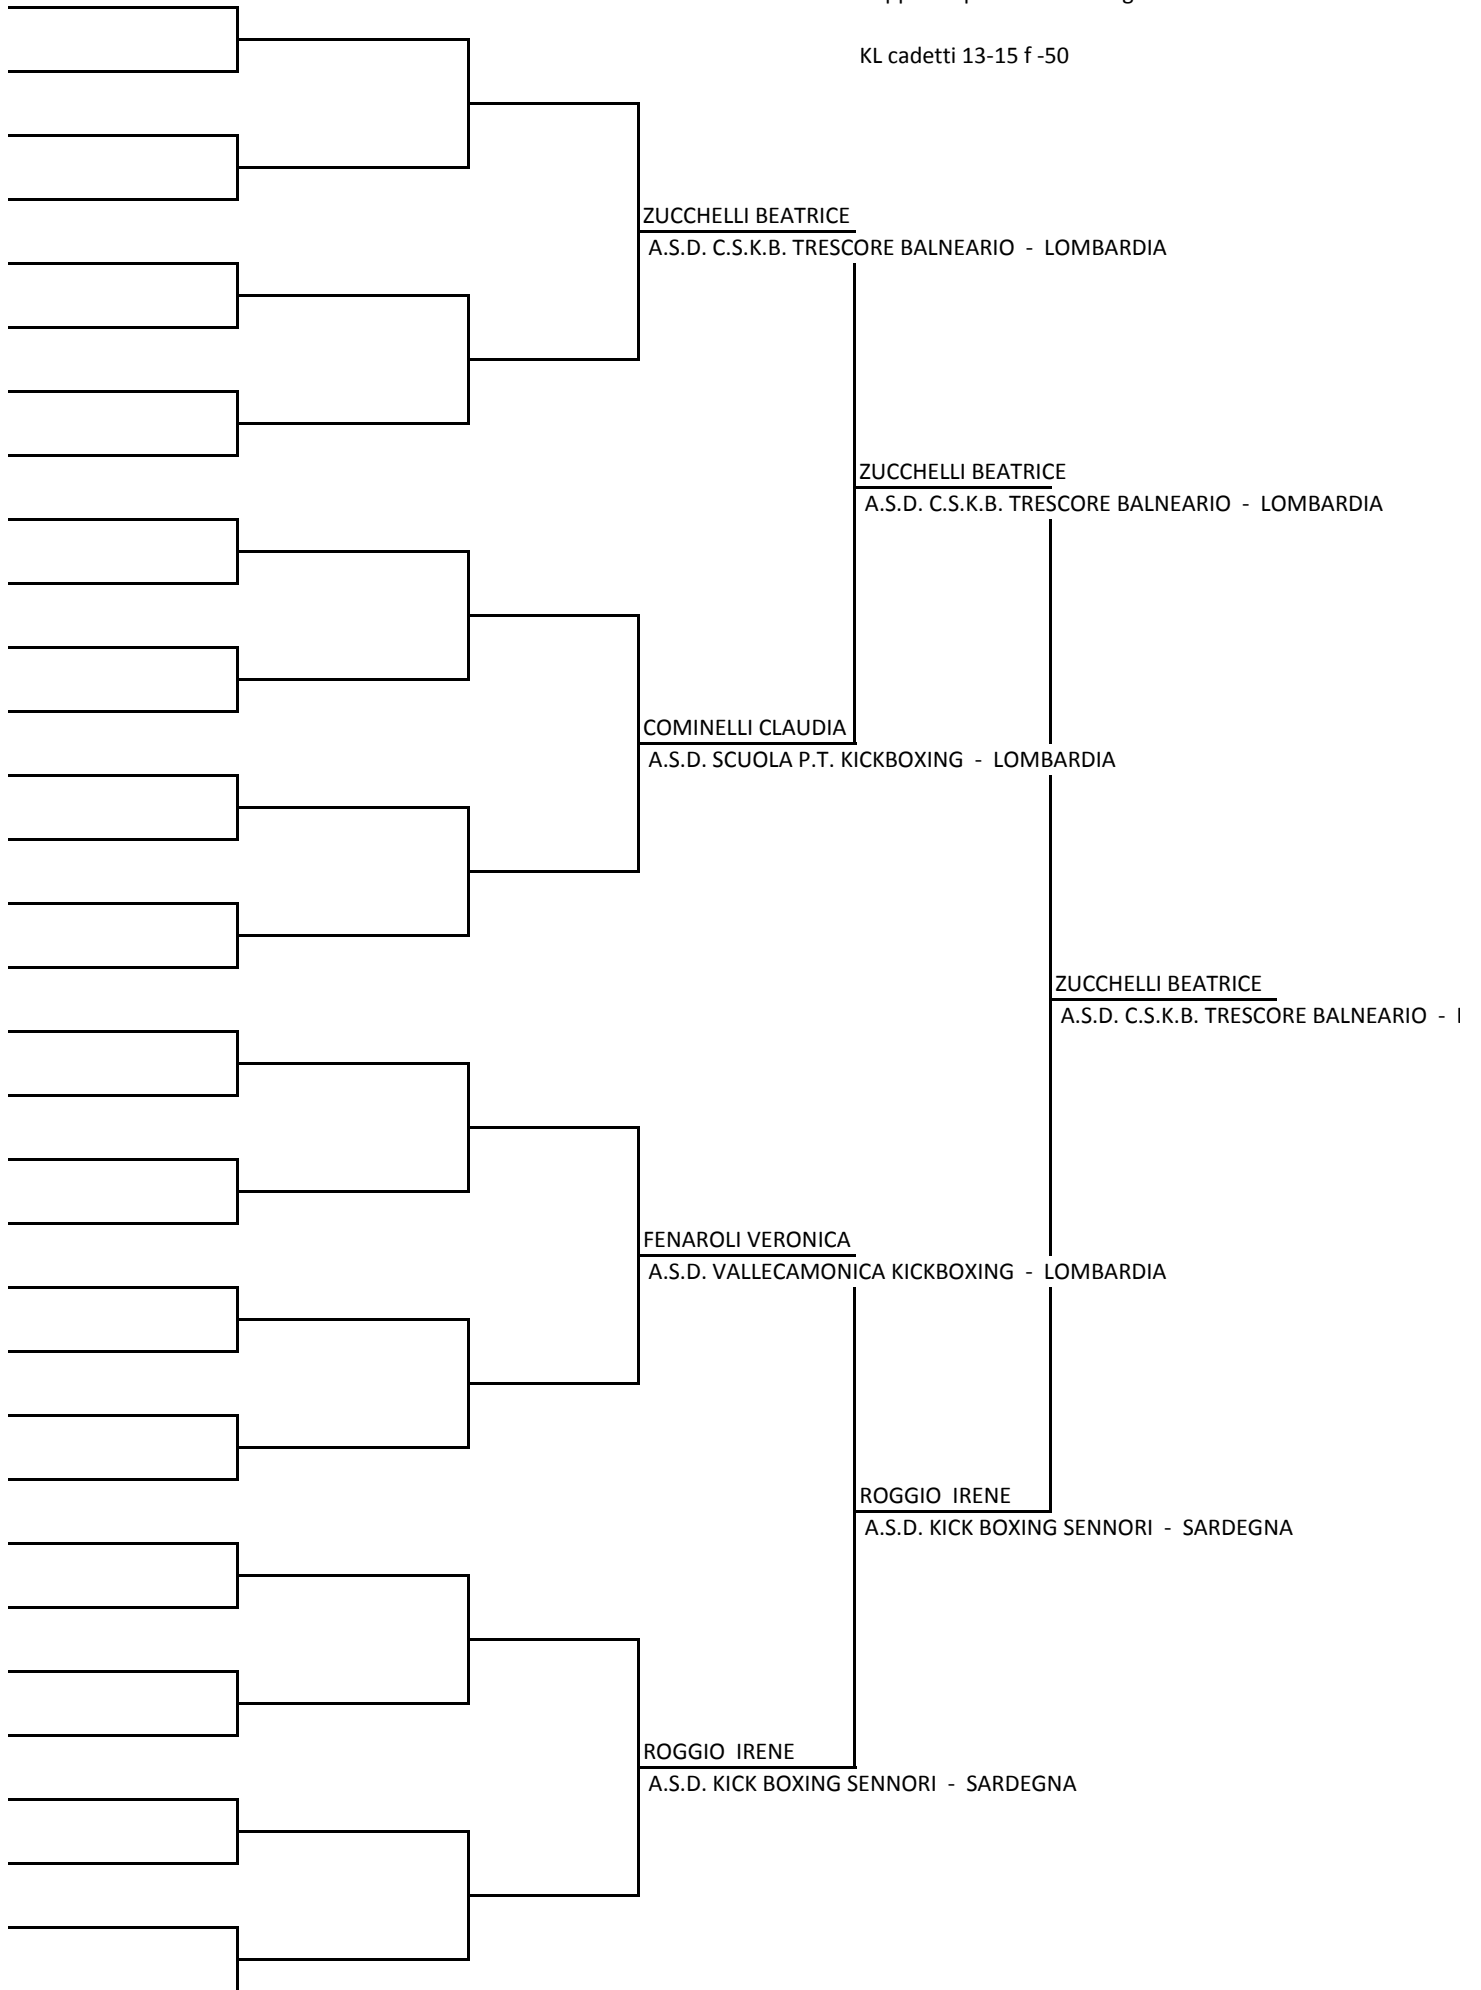 KL cadetti 13-15 f -50
ZUCCHELLI BEATRICE
A.S.D. C.S.K.B. TRESCORE BALNEARIO - LOMBARDIA
ZUCCHELLI BEATRICE
A.S.D. C.S.K.B. TRESCORE BALNEARIO - LOMBARDIA
COMINELLI CLAUDIA
A.S.D. SCUOLA P.T. KICKBOXING - LOMBARDIA
ZUCCHELLI BEATRICE
A.S.D. C.S.K.B. TRESCORE BALNEARIO -
FENAROLI VERONICA
A.S.D. VALLECAMONICA KICKBOXING - LOMBARDIA
ROGGIO IRENE
A.S.D. KICK BOXING SENNORI - SARDEGNA
ROGGIO IRENE
A.S.D. KICK BOXING SENNORI - SARDEGNA